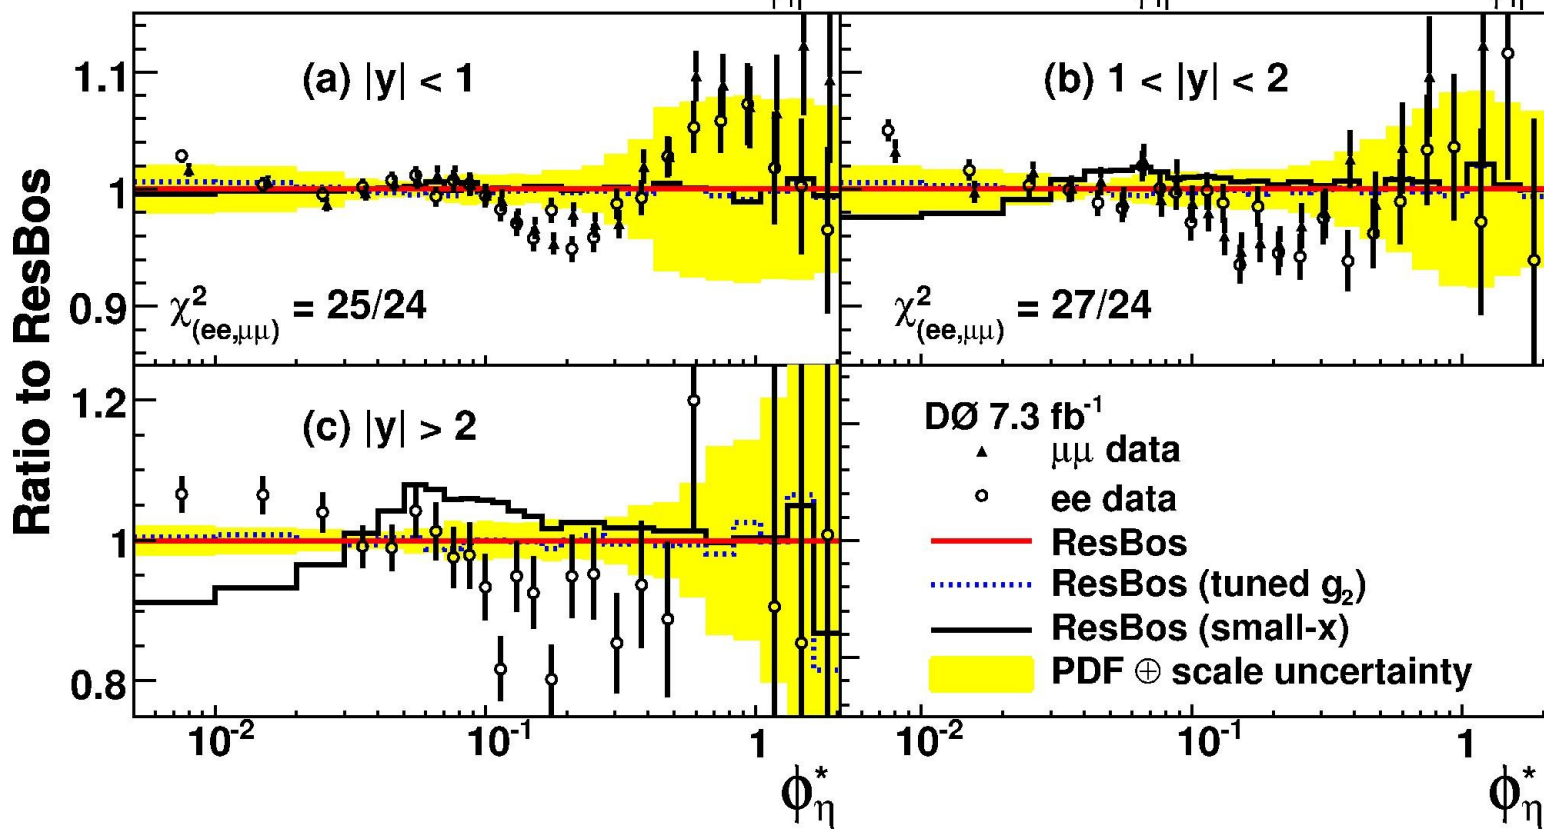 Ratio to ResBos
1.1
1
0.9
(a) |y| < 1
χ²(ee,μμ) = 25/24
(b) 1 < |y| < 2
χ²(ee,μμ) = 27/24
1.2
1
0.8
(c) |y| > 2
DØ 7.3 fb⁻¹
μμ data
ee data
ResBos
ResBos (tuned g₂)
ResBos (small-x)
PDF ⊕ scale uncertainty
10⁻² 10⁻¹ 1
10⁻² 10⁻¹ 1
ϕ*η
ϕ*η